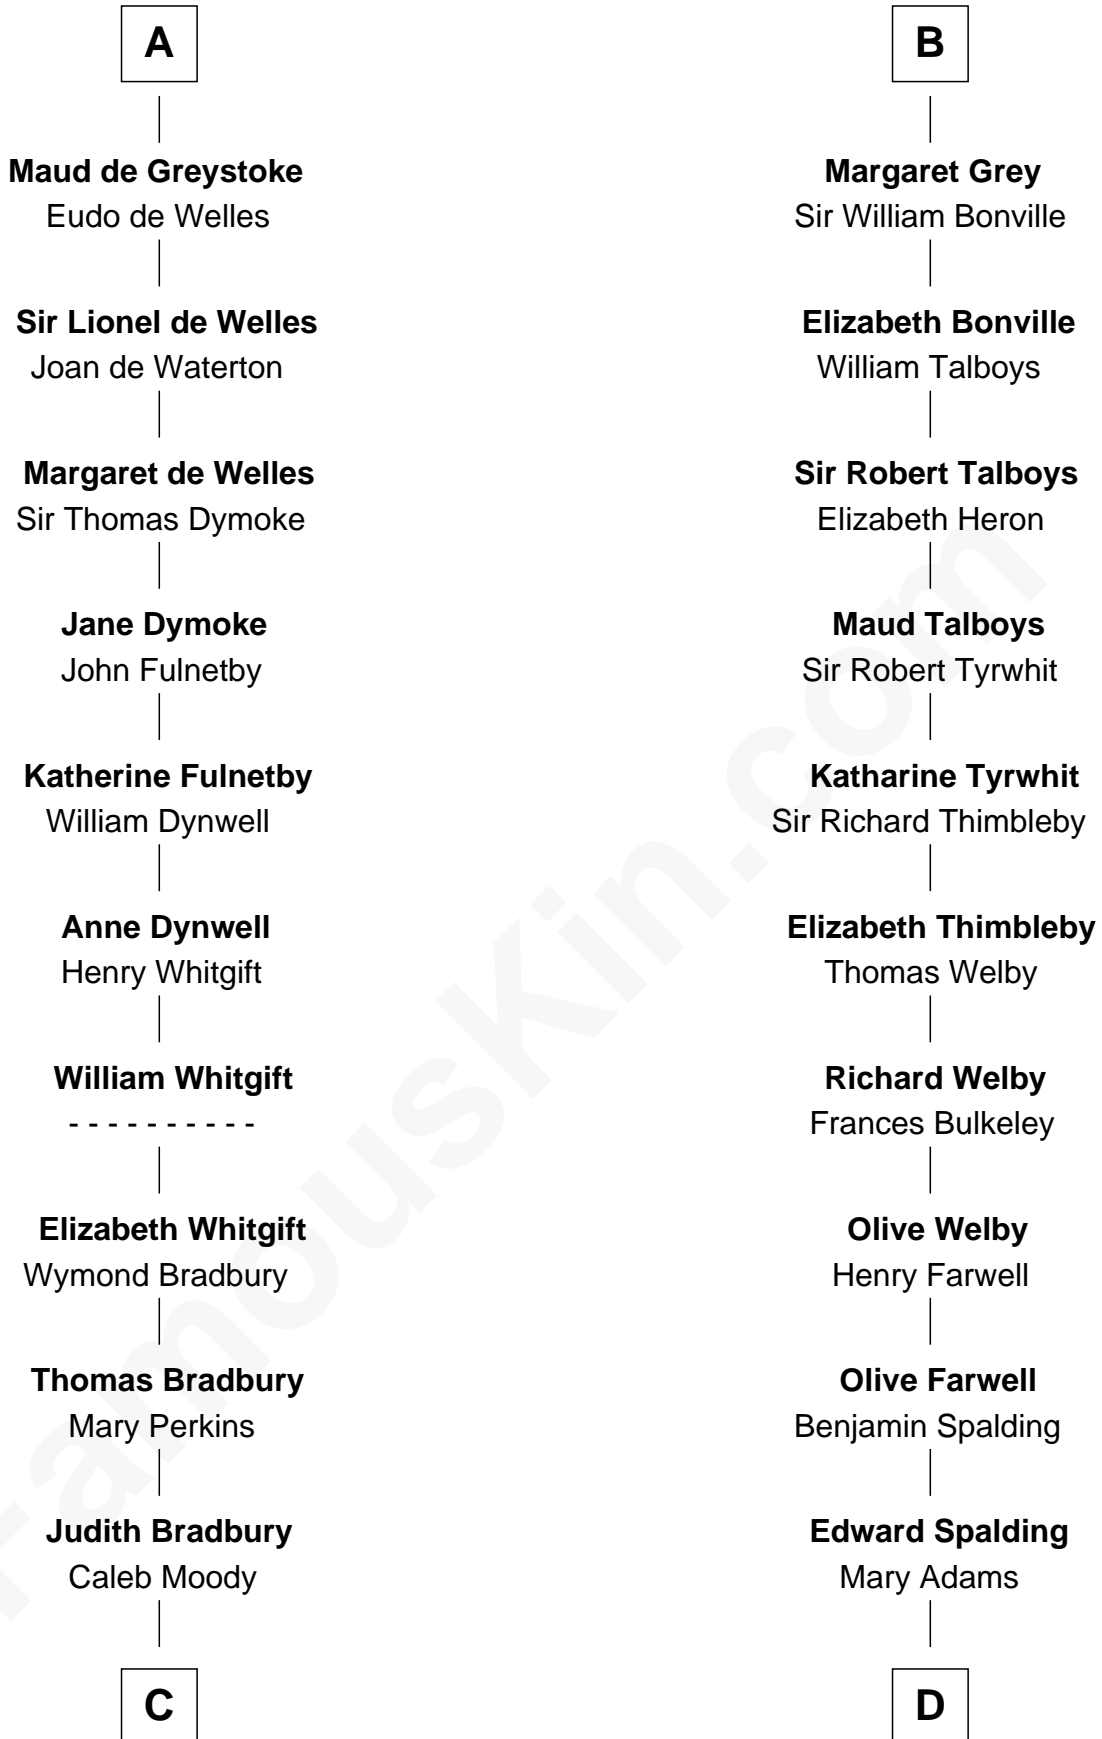 A
Maud de Greystoke
Eudo de Welles
Sir Lionel de Welles
Joan de Waterton
Margaret de Welles
Sir Thomas Dymoke
Jane Dymoke
John Fulnetby
Katherine Fulnetby
William Dynwell
Anne Dynwell
Henry Whitgift
William Whitgift
- - - - - - - - - -
Elizabeth Whitgift
Wymond Bradbury
Thomas Bradbury
Mary Perkins
Judith Bradbury
Caleb Moody
C
B
Margaret Grey
Sir William Bonville
Elizabeth Bonville
William Talboys
Sir Robert Talboys
Elizabeth Heron
Maud Talboys
Sir Robert Tyrwhit
Katharine Tyrwhit
Sir Richard Thimbleby
Elizabeth Thimbleby
Thomas Welby
Richard Welby
Frances Bulkeley
Olive Welby
Henry Farwell
Olive Farwell
Benjamin Spalding
Edward Spalding
Mary Adams
D
FamousKin.com